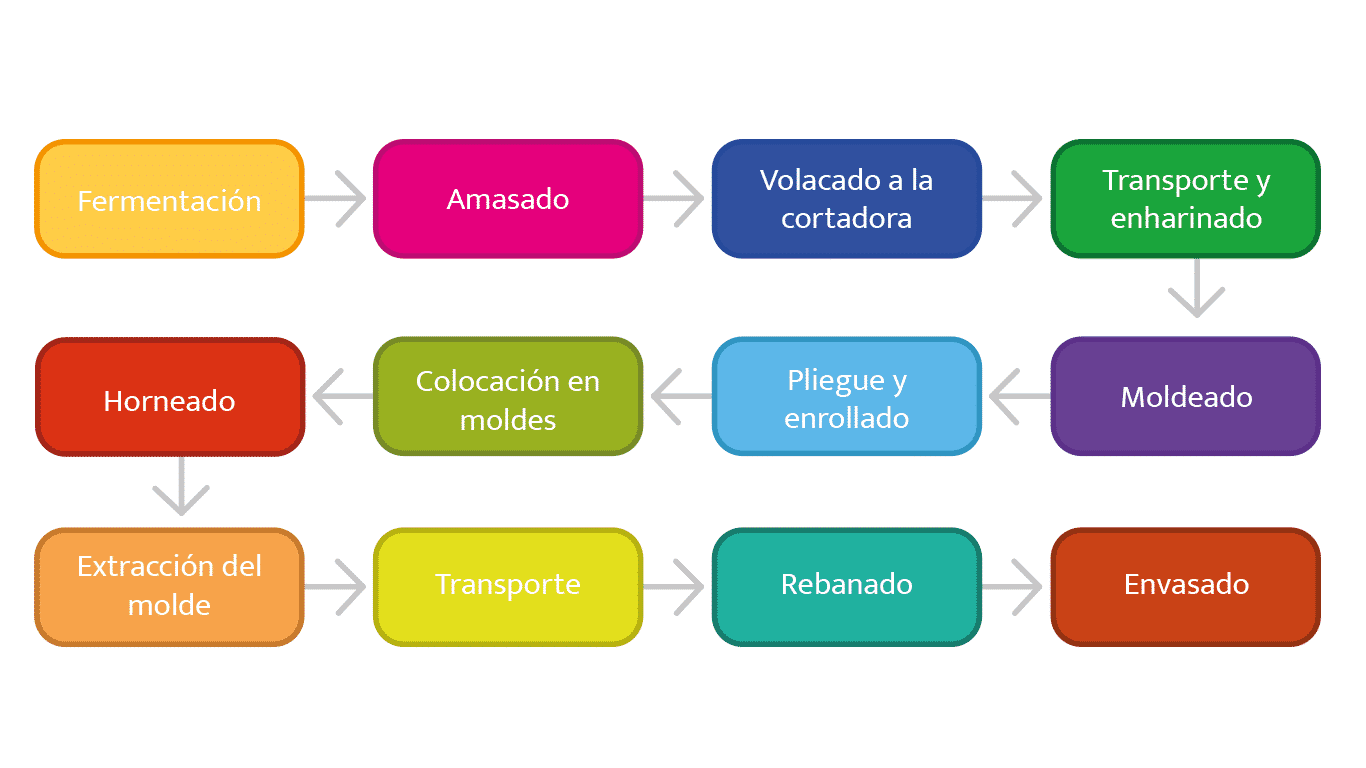 Fermentación
Amasado
Volacado a la
cortadora
Transporte y
enharinado
Moldeado
Pliegue y
enrollado
Colocación en
moldes
Horneado
Extracción del
molde
Transporte
Rebanado
Envasado